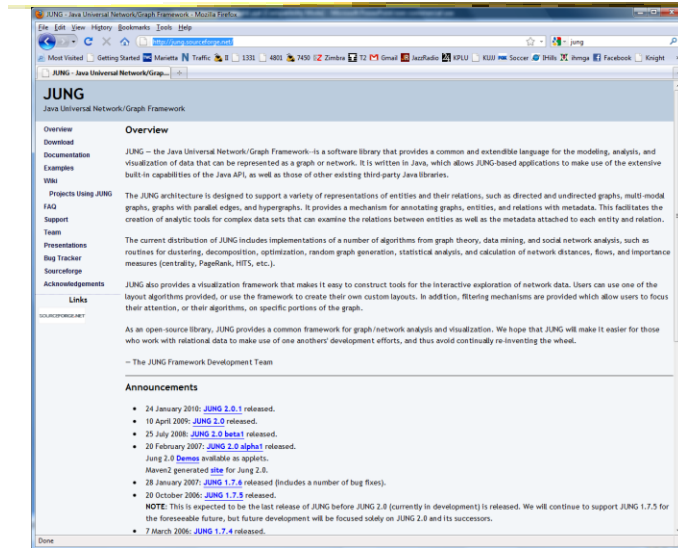 JUNG - Java Universal Network/Graph Framework - Mozilla Firefox
File Edit View History Bookmarks Tools Scrapbook Help
http://jung.sourceforge.net/
jung
Most Visited Getting Started Marietta Traffic 8 1331 4801 7450 Zimbra T2 Gmail JazzRadio KPLU KUJJ Soccer IHills ihmga Facebook Knight
JUNG - Java Universal Network/Grap...
JUNG
Java Universal Network/Graph Framework
Overview
Download
Documentation
Examples
Wiki
Projects Using JUNG
FAQ
Support
Team
Presentations
Bug Tracker
Sourceforge
Acknowledgements
Links
SOURCEFORGE.NET
Overview
JUNG — the Java Universal Network/Graph Framework--is a software library that provides a common and extendible language for the modeling, analysis, and
visualization of data that can be represented as a graph or network. It is written in Java, which allows JUNG-based applications to make use of the extensive
built-in capabilities of the Java API, as well as those of other existing third-party Java libraries.
The JUNG architecture is designed to support a variety of representations of entities and their relations, such as directed and undirected graphs, multi-modal
graphs, graphs with parallel edges, and hypergraphs. It provides a mechanism for annotating graphs, entities, and relations with metadata. This facilitates the
creation of analytic tools for complex data sets that can examine the relations between entities as well as the metadata attached to each entity and relation.
The current distribution of JUNG includes implementations of a number of algorithms from graph theory, data mining, and social network analysis, such as
routines for clustering, decomposition, optimization, random graph generation, statistical analysis, and calculation of network distances, flows, and importance
measures (centrality, PageRank, HITS, etc.).
JUNG also provides a visualization framework that makes it easy to construct tools for the interactive exploration of network data. Users can use one of the
layout algorithms provided, or use the framework to create their own custom layouts. In addition, filtering mechanisms are provided which allow users to focus
their attention, or their algorithms, on specific portions of the graph.
As an open-source library, JUNG provides a common framework for graph/network analysis and visualization. We hope that JUNG will make it easier for those
who work with relational data to make use of one anothers' development efforts, and thus avoid continually re-inventing the wheel.
— The JUNG Framework Development Team
Announcements
• 24 January 2010: JUNG 2.0.1 released.
• 10 April 2009: JUNG 2.0 released.
• 25 July 2008: JUNG 2.0 beta1 released.
• 20 February 2007: JUNG 2.0 alpha1 released.
Jung 2.0 Demos available as applets.
Maven2 generated site for Jung 2.0.
• 28 January 2007: JUNG 1.7.6 released (includes a number of bug fixes).
• 20 October 2006: JUNG 1.7.5 released.
NOTE: This is expected to be the last release of JUNG before JUNG 2.0 (currently in development) is released. We will continue to support JUNG 1.7.5 for
the foreseeable future, but future development will be focused solely on JUNG 2.0 and its successors.
• 7 March 2006: JUNG 1.7.4 released.
Done